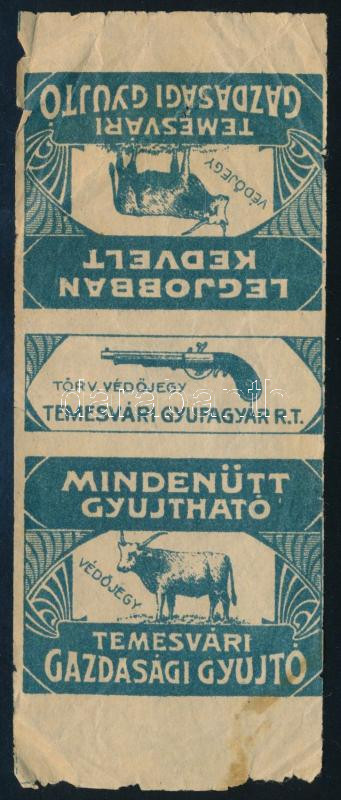 TEMESVÁRI
GAZDASÁGI GYUJTÓ
VÉDŐJEGY
LEGJOBBAN
KEDVELT
TÖRV. VÉDŐJEGY
TEMESVÁRI GYUFAGYÁR R.T.
MINDENÜTT
GYUJTHATÓ
VÉDŐJEGY
TEMESVÁRI
GAZDASÁGI GYUJTÓ